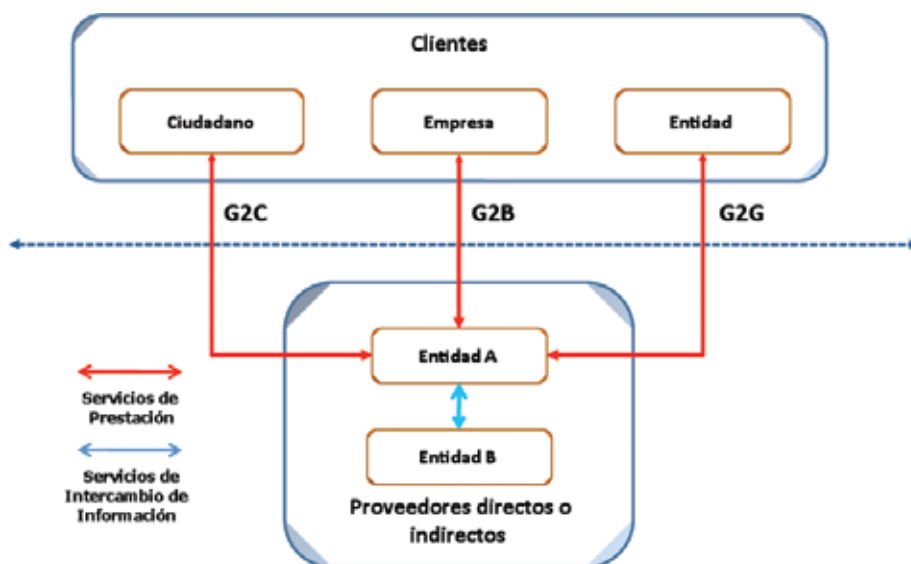 Clientes
Ciudadano
Empresa
Entidad
G2C
G2B
G2G
Entidad A
Servicios de
Prestación
Entidad B
Servicios de
Intercambio de
Información
Proveedores directos o
indirectos